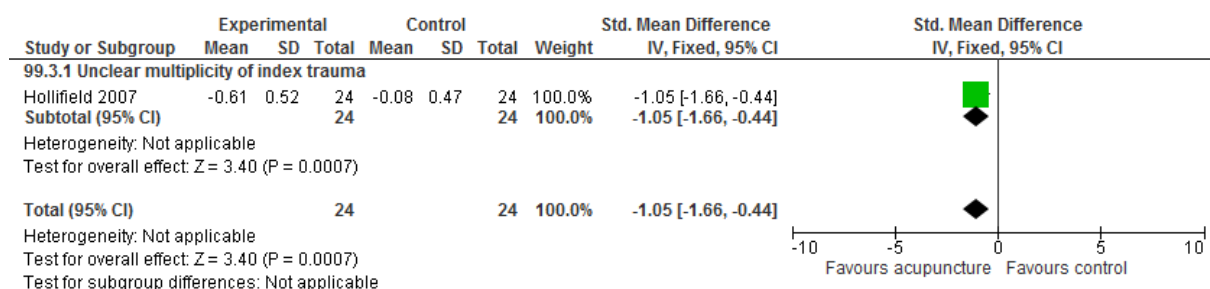 Experimental Control Std. Mean Difference Std. Mean Difference
Study or Subgroup Mean SD Total Mean SD Total Weight IV, Fixed, 95% CI IV, Fixed, 95% CI
99.3.1 Unclear multiplicity of index trauma
Hollifield 2007 -0.61 0.52 24 -0.08 0.47 24 100.0% -1.05 [-1.66, -0.44]
Subtotal (95% CI) 24 24 100.0% -1.05 [-1.66, -0.44]
Heterogeneity: Not applicable
Test for overall effect: Z = 3.40 (P = 0.0007)
Total (95% CI) 24 24 100.0% -1.05 [-1.66, -0.44]
Heterogeneity: Not applicable
Test for overall effect: Z = 3.40 (P = 0.0007)
Test for subgroup differences: Not applicable
-10 -5 0 5 10
Favours acupuncture Favours control